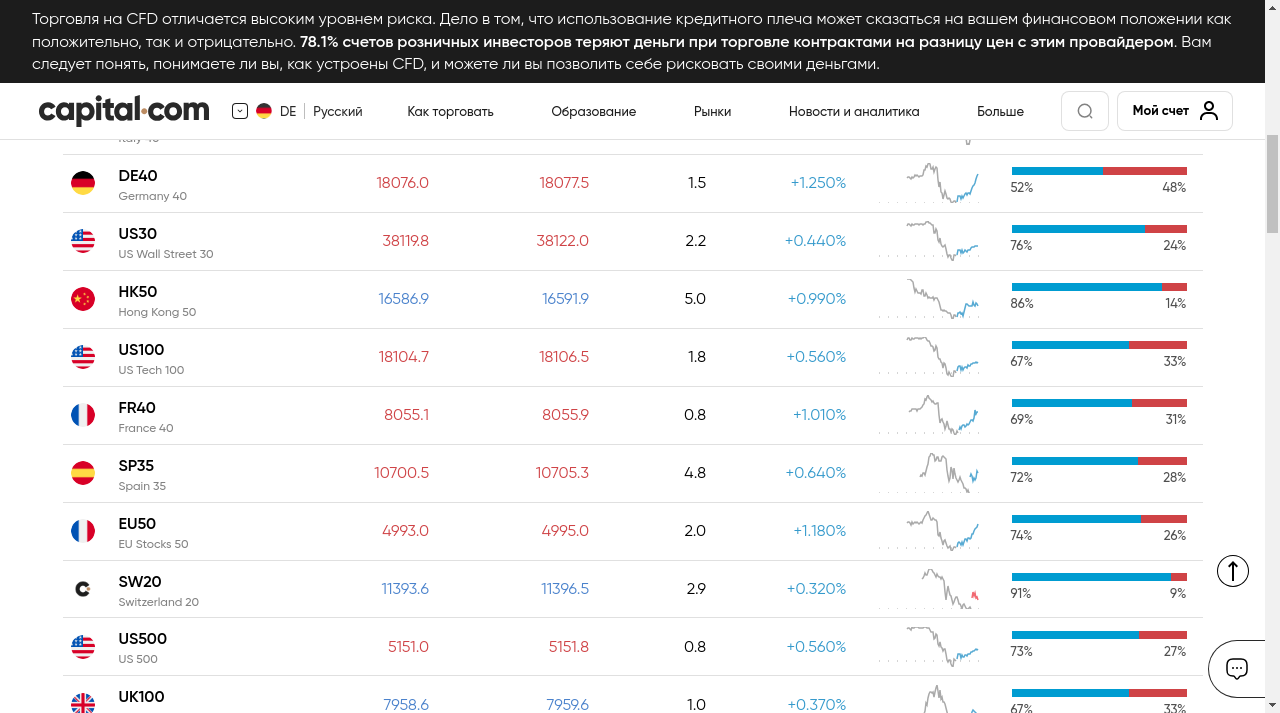 Торговля на CFD отличается высоким уровнем риска. Дело в том, что использование кредитного плеча может сказаться на вашем финансовом положении как
положительно, так и отрицательно. 78.1% счетов розничных инвесторов теряют деньги при торговле контрактами на разницу цен с этим провайдером. Вам
следует понять, понимаете ли вы, как устроены CFD, и можете ли вы позволить себе рисковать своими деньгами.
capital.com DE Русский Как торговать Образование Рынки Новости и аналитика Больше Мой счет
Italy 40
DE40 18076.0 18077.5 1.5 +1.250%
Germany 40 52% 48%
US30 38119.8 38122.0 2.2 +0.440%
US Wall Street 30 76% 24%
HK50 16586.9 16591.9 5.0 +0.990%
Hong Kong 50 86% 14%
US100 18104.7 18106.5 1.8 +0.560%
US Tech 100 67% 33%
FR40 8055.1 8055.9 0.8 +1.010%
France 40 69% 31%
SP35 10700.5 10705.3 4.8 +0.640%
Spain 35 72% 28%
EU50 4993.0 4995.0 2.0 +1.180%
EU Stocks 50 74% 26%
SW20 11393.6 11396.5 2.9 +0.320%
Switzerland 20 91% 9%
US500 5151.0 5151.8 0.8 +0.560%
US 500 73% 27%
UK100 7958.6 7959.6 1.0 +0.370%
67% 33%